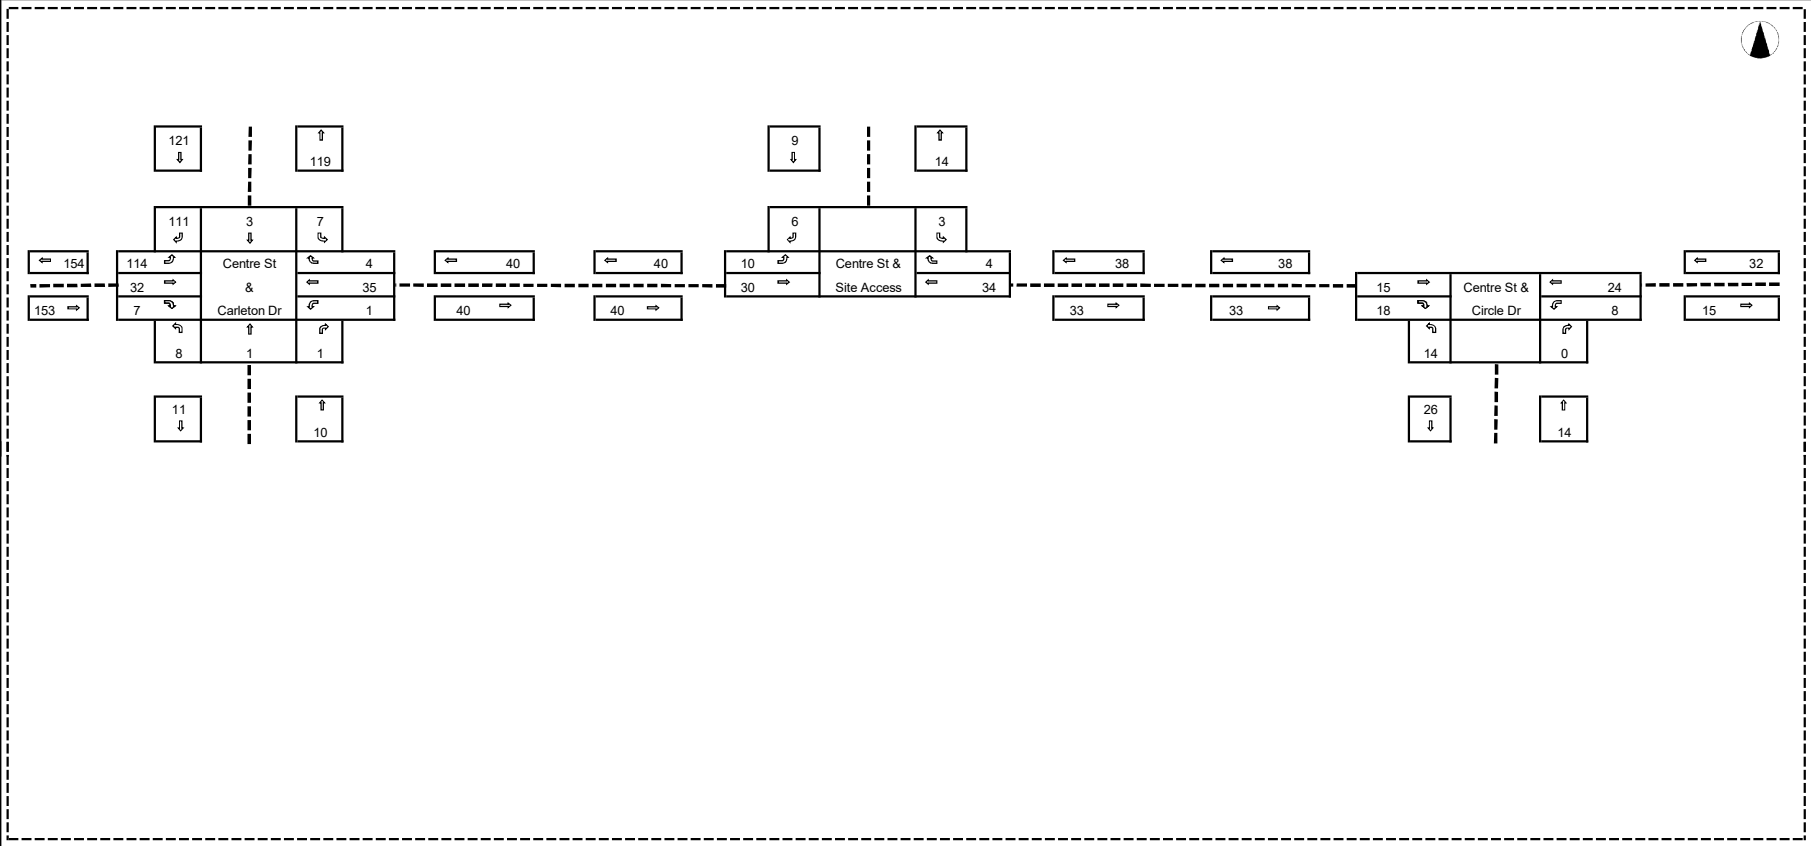 121 119 9 14
111 3 7 6 3
154 114 Centre St 4 40 40 10 Centre St & 4 38 38 32
32 & 35 30 Site Access 34 15 Centre St & 24
153 7 Carleton Dr 1 40 40 33 33 18 Circle Dr 8 15
8 1 1 14 0
11 10 26 14